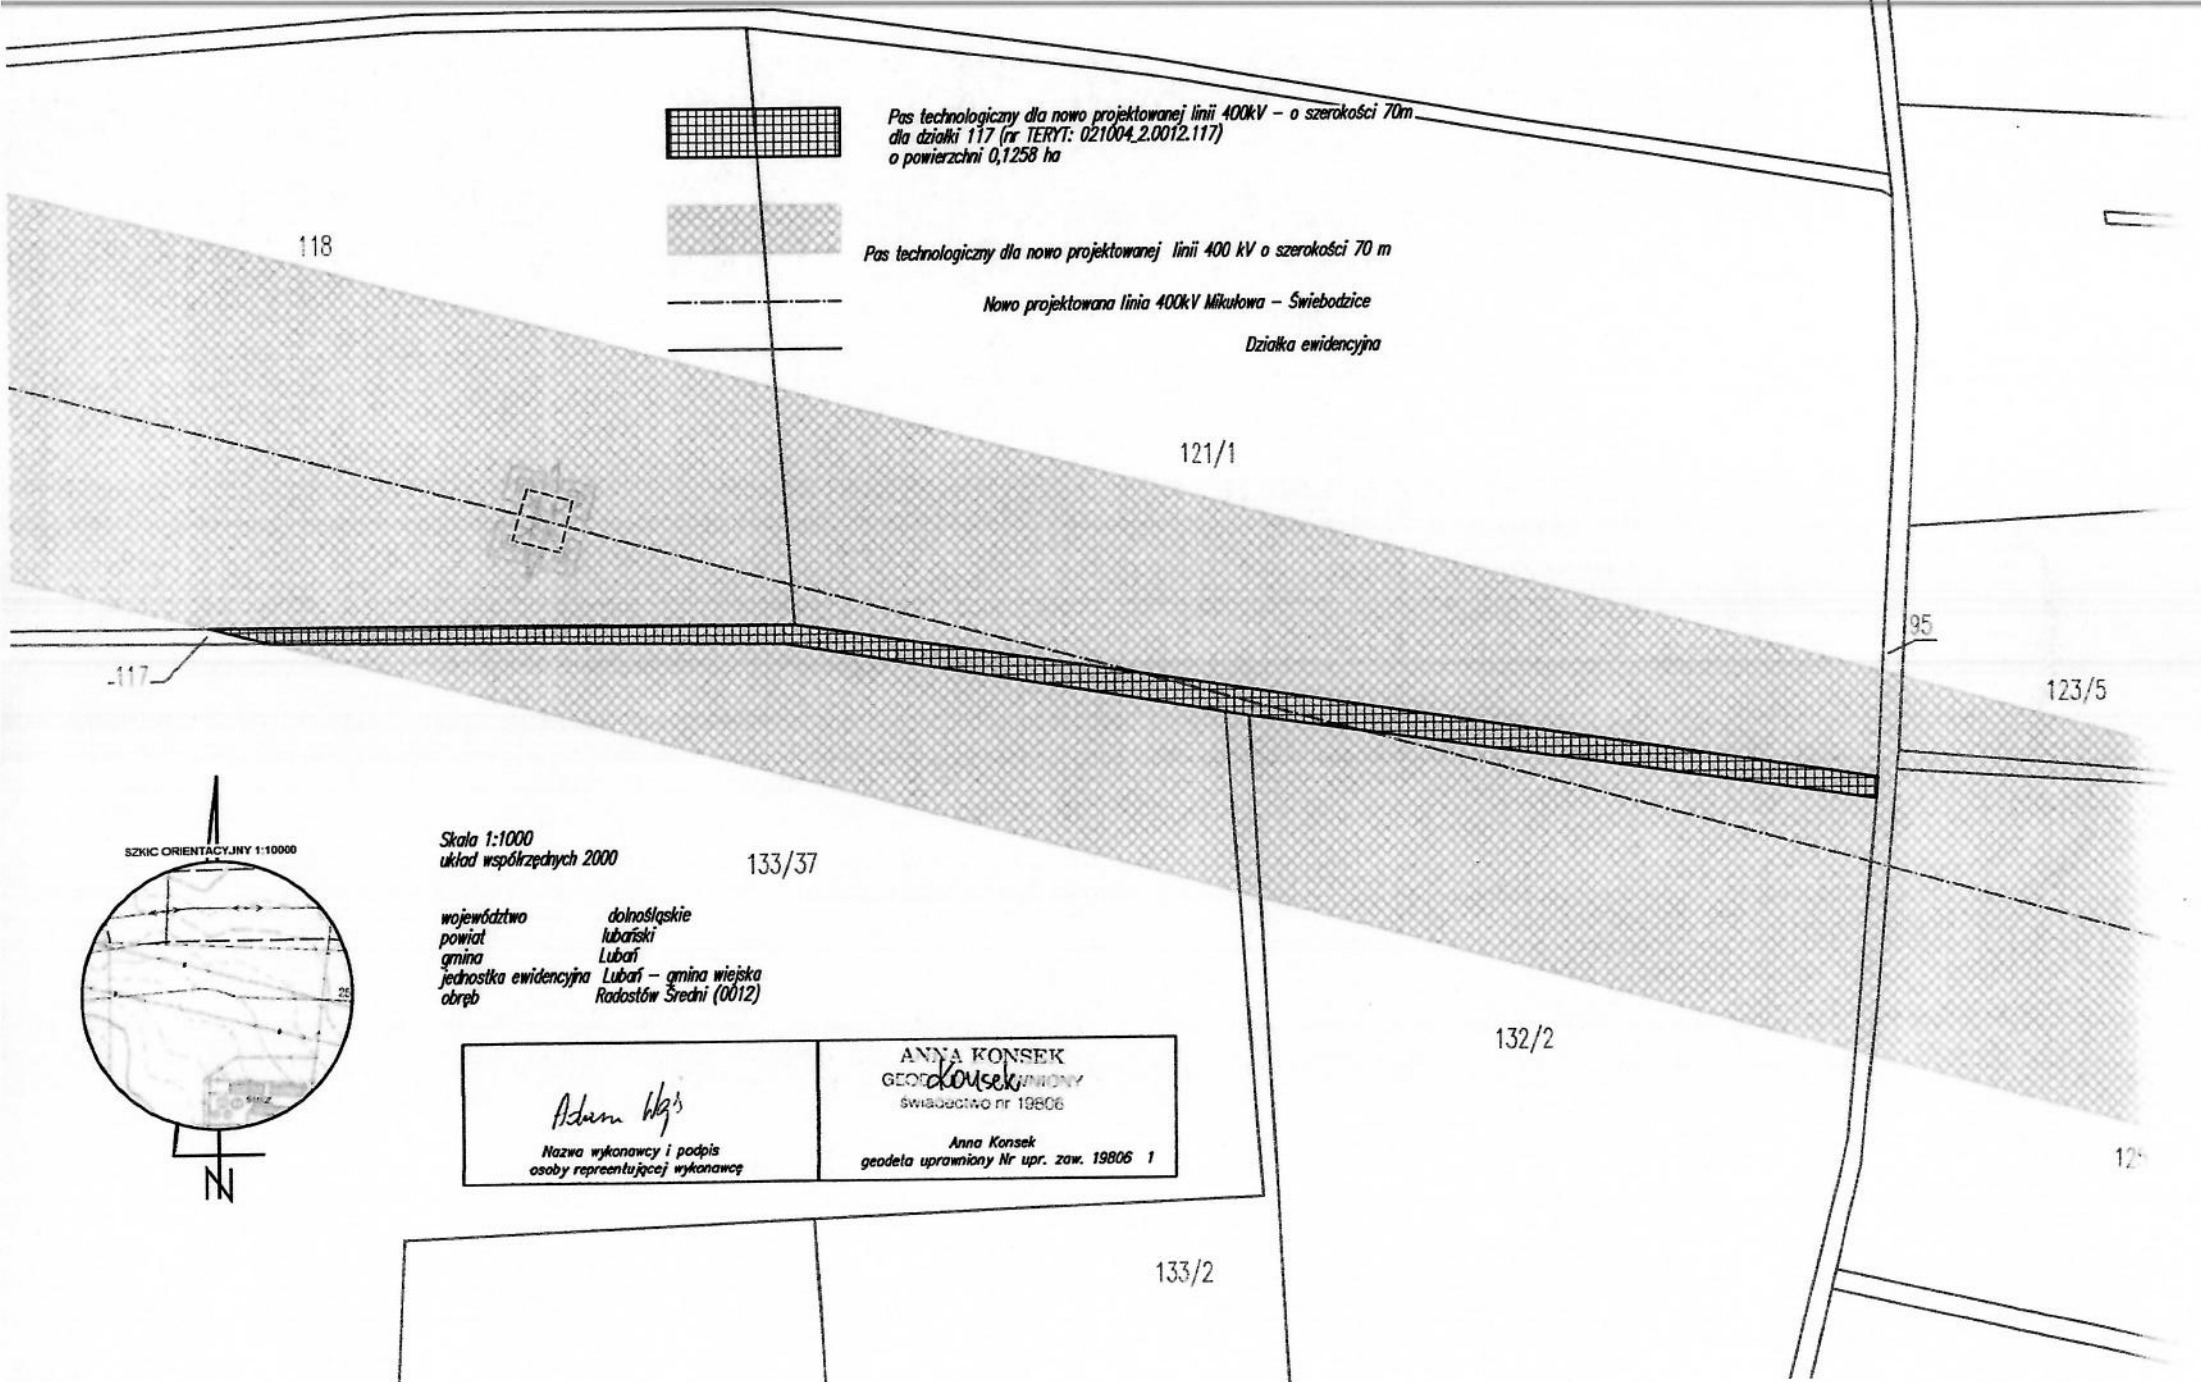 Pas technologiczny dla nowo projektowanej linii 400kV – o szerokości 70m
dla działki 117 (nr TERYT: 021004_2.0012.117)
o powierzchni 0,1258 ha
118
Pas technologiczny dla nowo projektowanej linii 400 kV o szerokości 70 m
Nowo projektowana linia 400kV Mikułowa – Świebodzice
Działka ewidencyjna
121/1
95
117
123/5
SZKIC ORIENTACYJNY 1:10000
Skala 1:1000
układ współrzędnych 2000
133/37
województwo dolnośląskie
powiat lubański
gmina Lubań
jednostka ewidencyjna Lubań – gmina wiejska
obręb Radostów Średni (0012)
N
132/2
ANNA KONSEK
Konsek
świadectwo nr 19806
Adam
Nazwa wykonawcy i podpis
osoby repreentującej wykonawcę
Anna Konsek
geodeta uprawniony Nr upr. zaw. 19806 1
133/2